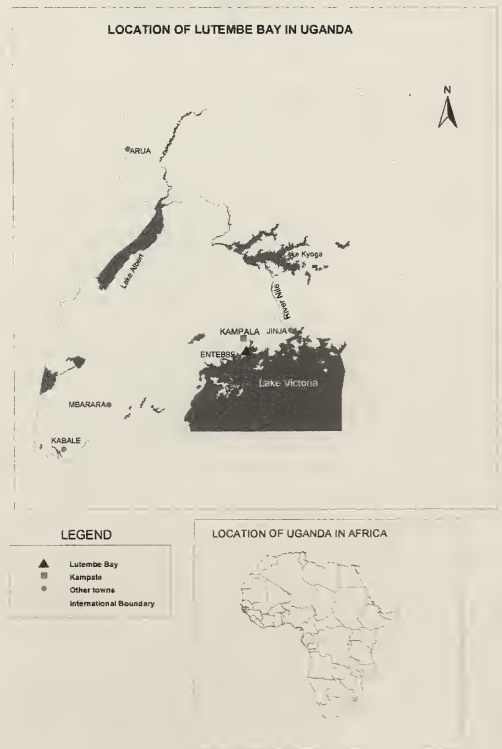 LOCATION OF LUTEMBE BAY IN UGANDA
N
ARUA
Lake Albert
Lake Kyoga
River Nile
KAMPALA JINJA
ENTEBBE
Lake Victoria
MBARARA
KABALE
LEGEND
Lutembe Bay
Kampala
Other towns
International Boundary
LOCATION OF UGANDA IN AFRICA